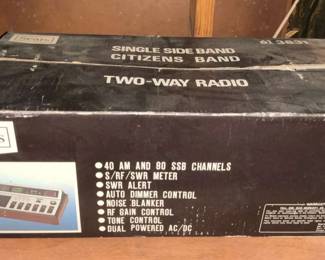 SINGLE SIDE BAND
CITIZENS BAND
TWO-WAY RADIO
40 AM AND 80 SSB CHANNELS
S/RF/SWR METER
SWR ALERT
AUTO DIMMER CONTROL
NOISE BLANKER
RF GAIN CONTROL
TONE CONTROL
DUAL POWERED AC/DC